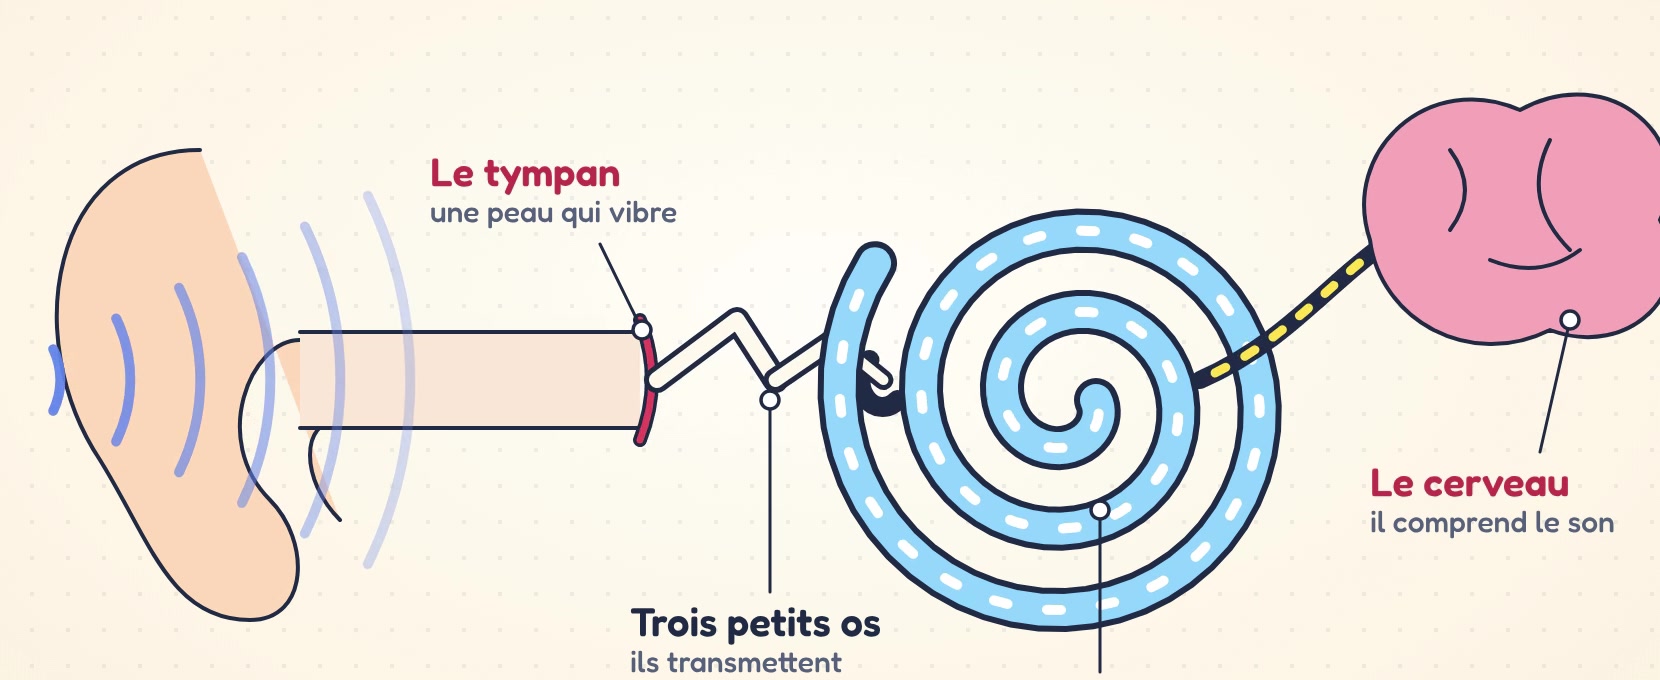 Le tympan
une peau qui vibre
Le cerveau
il comprend le son
Trois petits os
ils transmettent